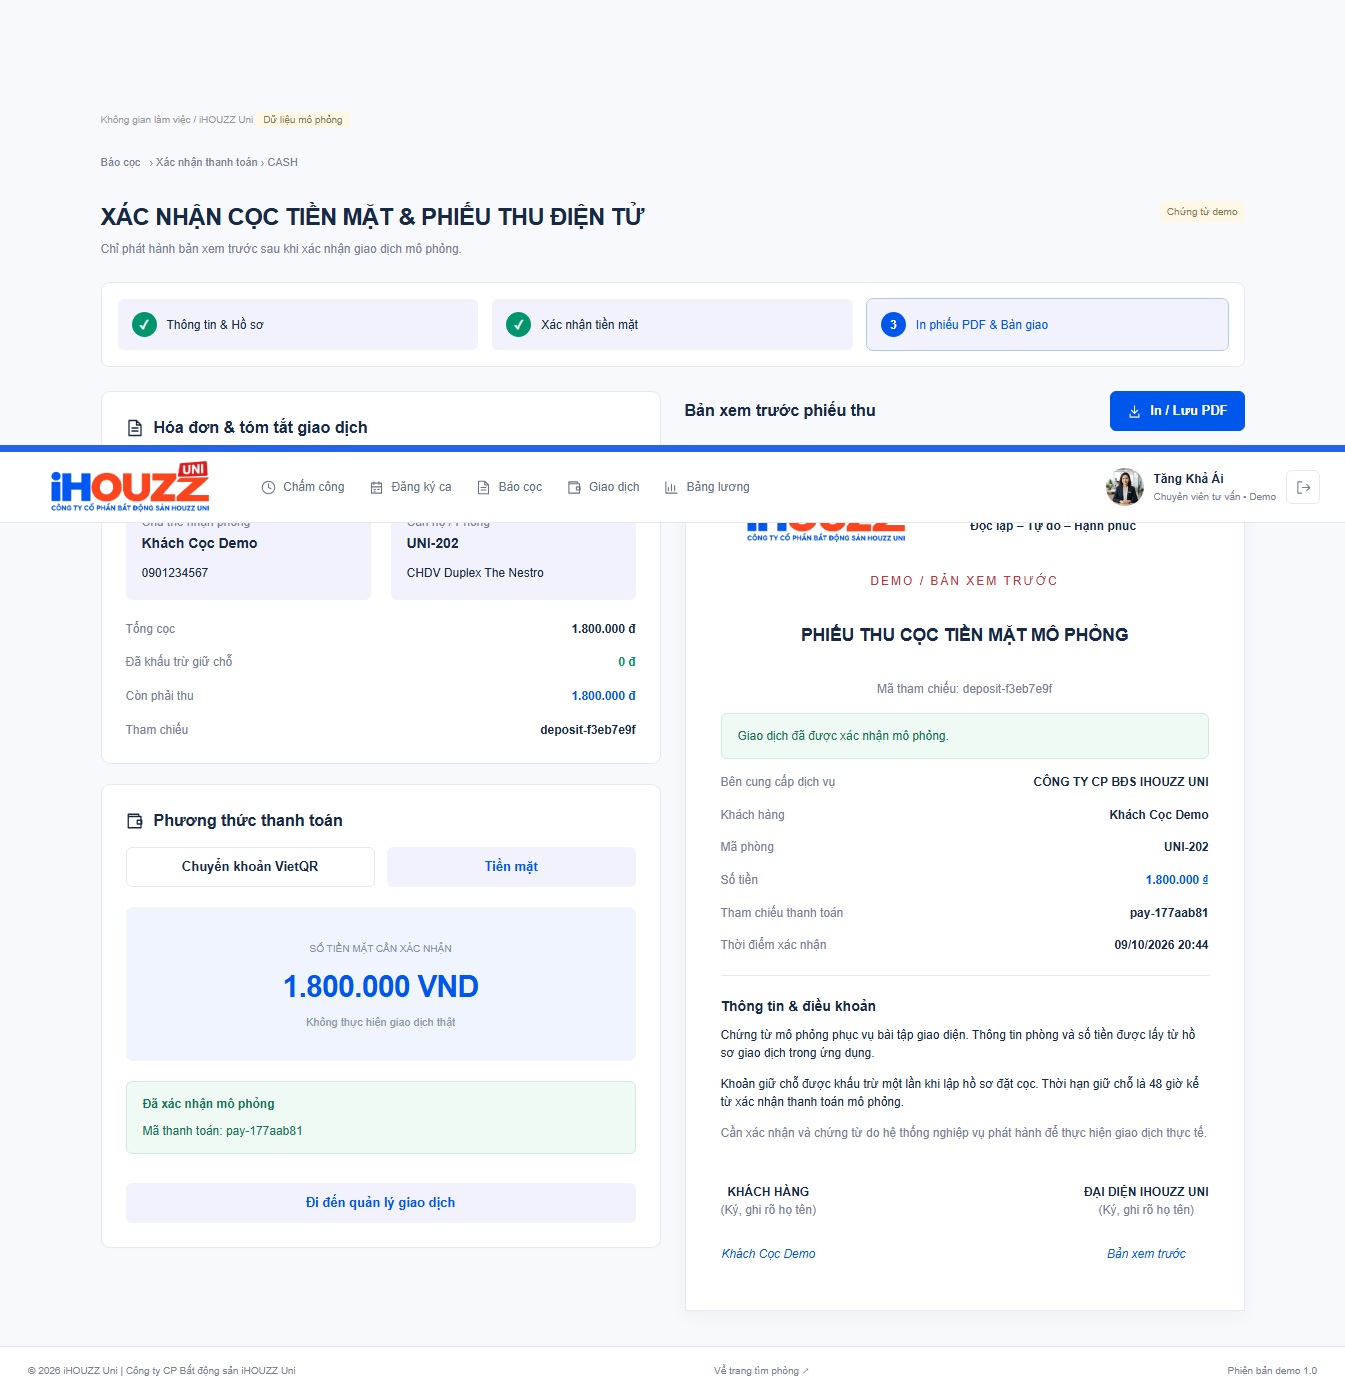 Không gian làm việc / iHOUZZ Uni Dữ liệu mô phỏng
Báo cọc › Xác nhận thanh toán › CASH
XÁC NHẬN CỌC TIỀN MẶT & PHIẾU THU ĐIỆN TỬ
Chứng từ demo
Chỉ phát hành bản xem trước sau khi xác nhận giao dịch mô phỏng.
Thông tin & Hồ sơ
Xác nhận tiền mặt
3 In phiếu PDF & Bàn giao
Hóa đơn & tóm tắt giao dịch
Bản xem trước phiếu thu
In / Lưu PDF
iHOUZZ UNI
CÔNG TY CỔ PHẦN BẤT ĐỘNG SẢN HOUZZ UNI
Chấm công
Đăng ký ca
Báo cọc
Giao dịch
Bảng lương
Tăng Khả Ái
Chuyên viên tư vấn • Demo
Khách Cọc Demo
0901234567
UNI-202
CHDV Duplex The Nestro
Tổng cọc 1.800.000 đ
Đã khấu trừ giữ chỗ 0 đ
Còn phải thu 1.800.000 đ
Tham chiếu deposit-f3eb7e9f
Phương thức thanh toán
Chuyển khoản VietQR
Tiền mặt
SỐ TIỀN MẶT CẦN XÁC NHẬN
1.800.000 VND
Không thực hiện giao dịch thật
Đã xác nhận mô phỏng
Mã thanh toán: pay-177aab81
Đi đến quản lý giao dịch
CÔNG TY CỔ PHẦN BẤT ĐỘNG SẢN HOUZZ UNI
Độc lập – Tự do – Hạnh phúc
DEMO / BẢN XEM TRƯỚC
PHIẾU THU CỌC TIỀN MẶT MÔ PHỎNG
Mã tham chiếu: deposit-f3eb7e9f
Giao dịch đã được xác nhận mô phỏng.
Bên cung cấp dịch vụ CÔNG TY CP BĐS IHOUZZ UNI
Khách hàng Khách Cọc Demo
Mã phòng UNI-202
Số tiền 1.800.000 ₫
Tham chiếu thanh toán pay-177aab81
Thời điểm xác nhận 09/10/2026 20:44
Thông tin & điều khoản
Chứng từ mô phỏng phục vụ bài tập giao diện. Thông tin phòng và số tiền được lấy từ hồ
sơ giao dịch trong ứng dụng.
Khoản giữ chỗ được khấu trừ một lần khi lập hồ sơ đặt cọc. Thời hạn giữ chỗ là 48 giờ kể
từ xác nhận thanh toán mô phỏng.
Cần xác nhận và chứng từ do hệ thống nghiệp vụ phát hành để thực hiện giao dịch thực tế.
KHÁCH HÀNG
(Ký, ghi rõ họ tên)
Khách Cọc Demo
ĐẠI DIỆN IHOUZZ UNI
(Ký, ghi rõ họ tên)
Bản xem trước
© 2026 iHOUZZ Uni | Công ty CP Bất động sản iHOUZZ Uni
Về trang tìm phòng ↗
Phiên bản demo 1.0